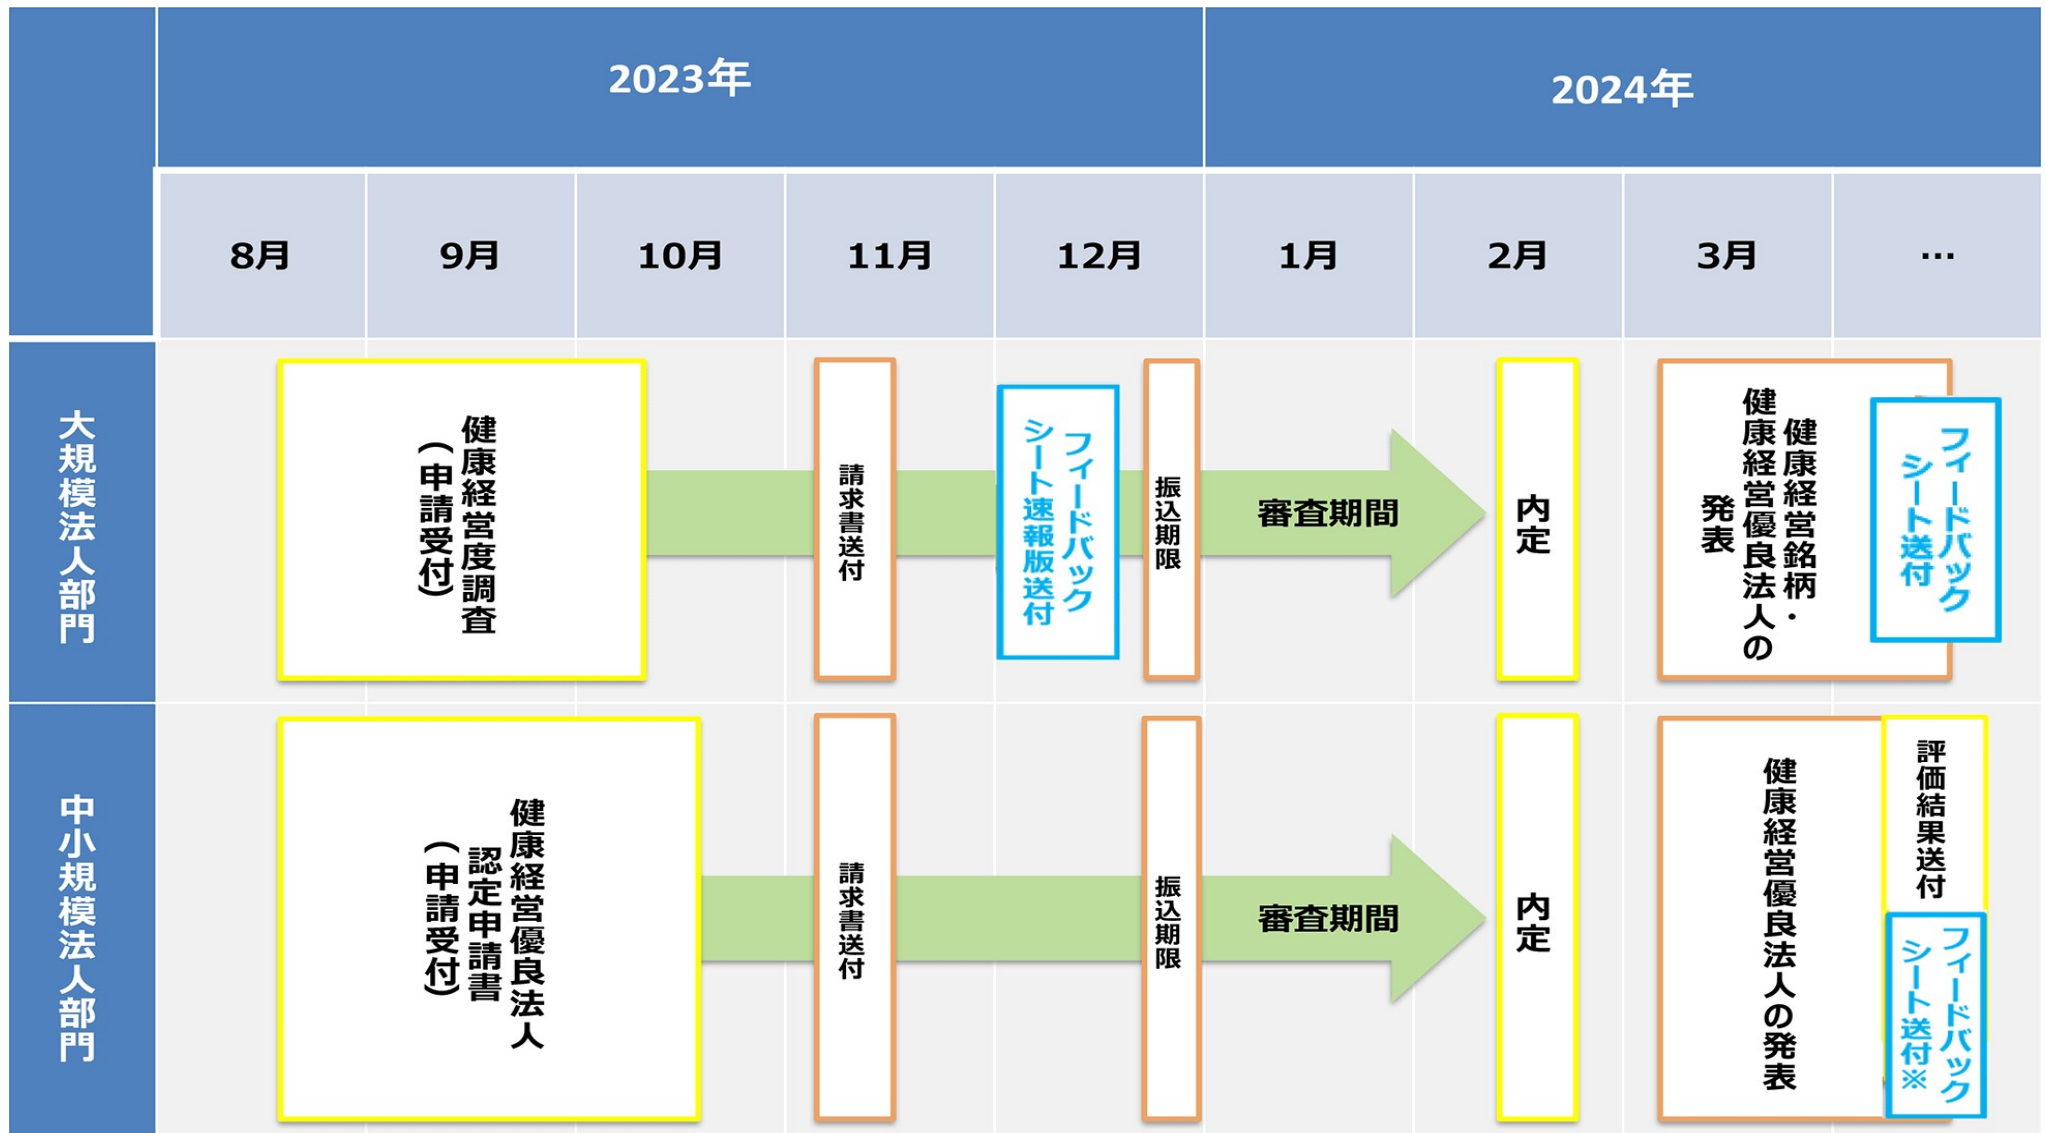 2023年
2024年
8月
9月
10月
11月
12月
1月
2月
3月
…
大規模法人部門
健康経営度調査
（申請受付）
請求書送付
フィードバック
シート速報版送付
振込期限
審査期間
内定
健康経営銘柄・
健康経営優良法人の
発表
フィードバック
シート送付
中小規模法人部門
健康経営優良法人
認定申請書
（申請受付）
請求書送付
振込期限
審査期間
内定
健康経営優良法人の発表
評価結果送付
フィードバック
シート送付※